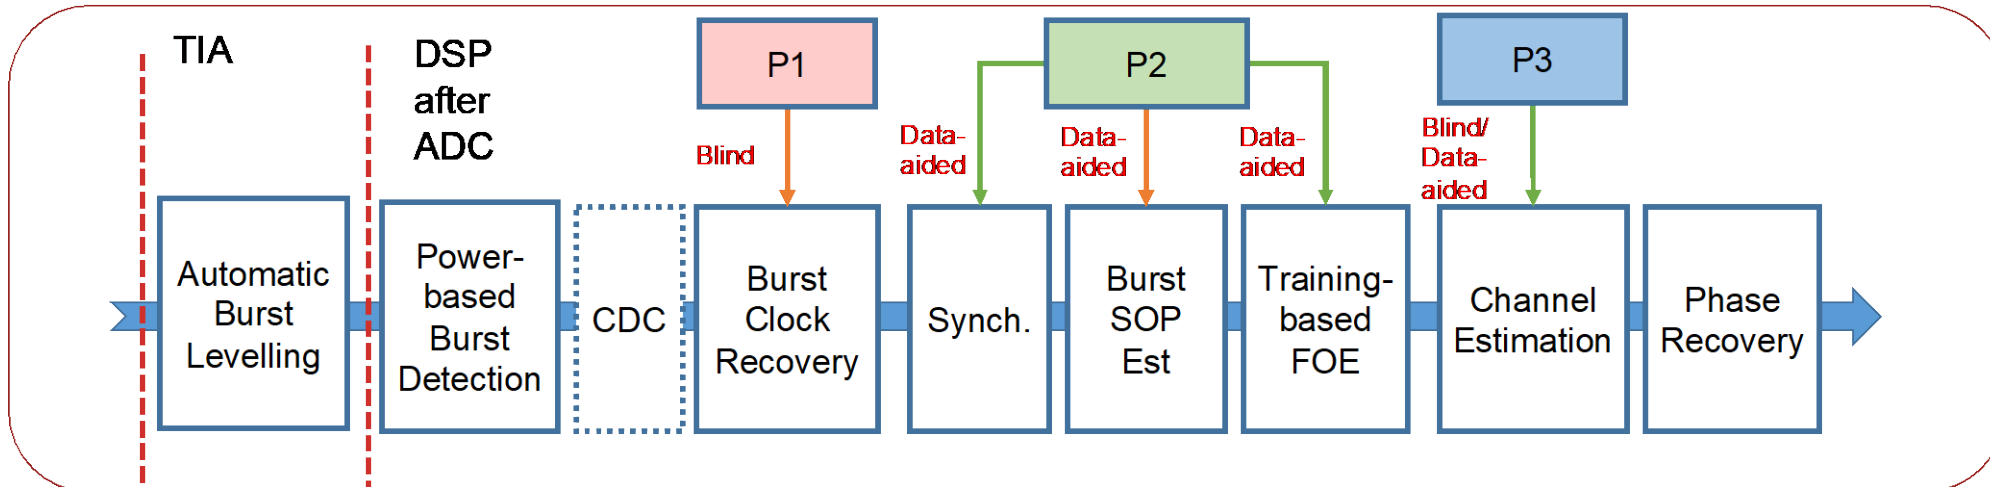 TIA
DSP
after
ADC
P1
P2
P3
Blind
Data-
aided
Data-
aided
Data-
aided
Blind/
Data-
aided
Automatic
Burst
Levelling
Power-
based
Burst
Detection
CDC
Burst
Clock
Recovery
Synch.
Burst
SOP
Est
Training-
based
FOE
Channel
Estimation
Phase
Recovery